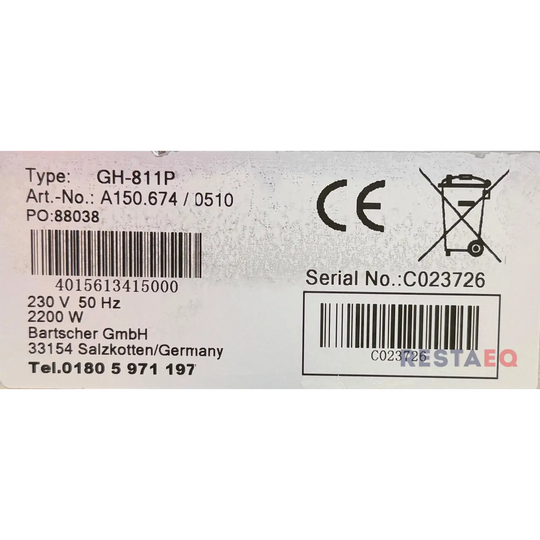 Type: GH-811P
Art.-No.: A150.674 / 0510
PO:88038
4015613415000
230 V 50 Hz
2200 W
Bartscher GmbH
33154 Salzkotten/Germany
Tel.0180 5 971 197
CE
Serial No.:C023726
C023726
RESTAEQ